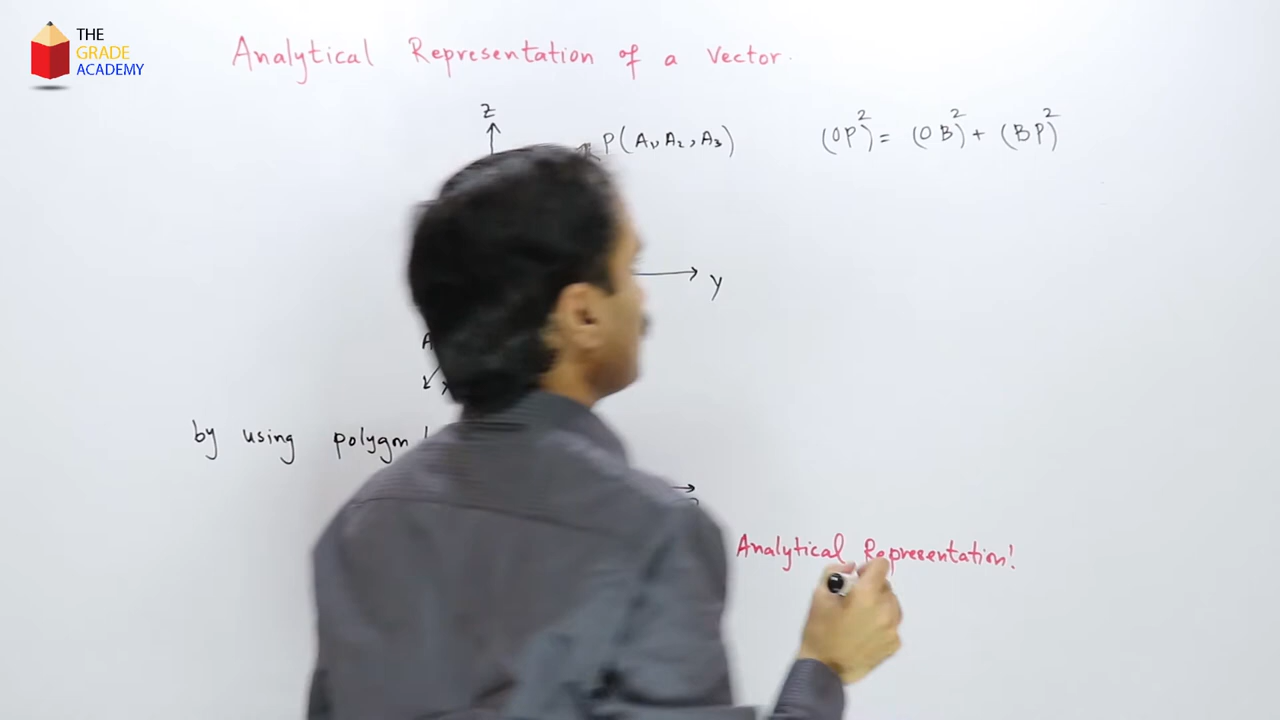 THE
GRADE
ACADEMY
Analytical Representation of a Vector.
Z
P(A₁, A₂, A₃)
(OP)² = (OB)² + (BP)²
Y
A
X
by using polygon
Analytical Representation!